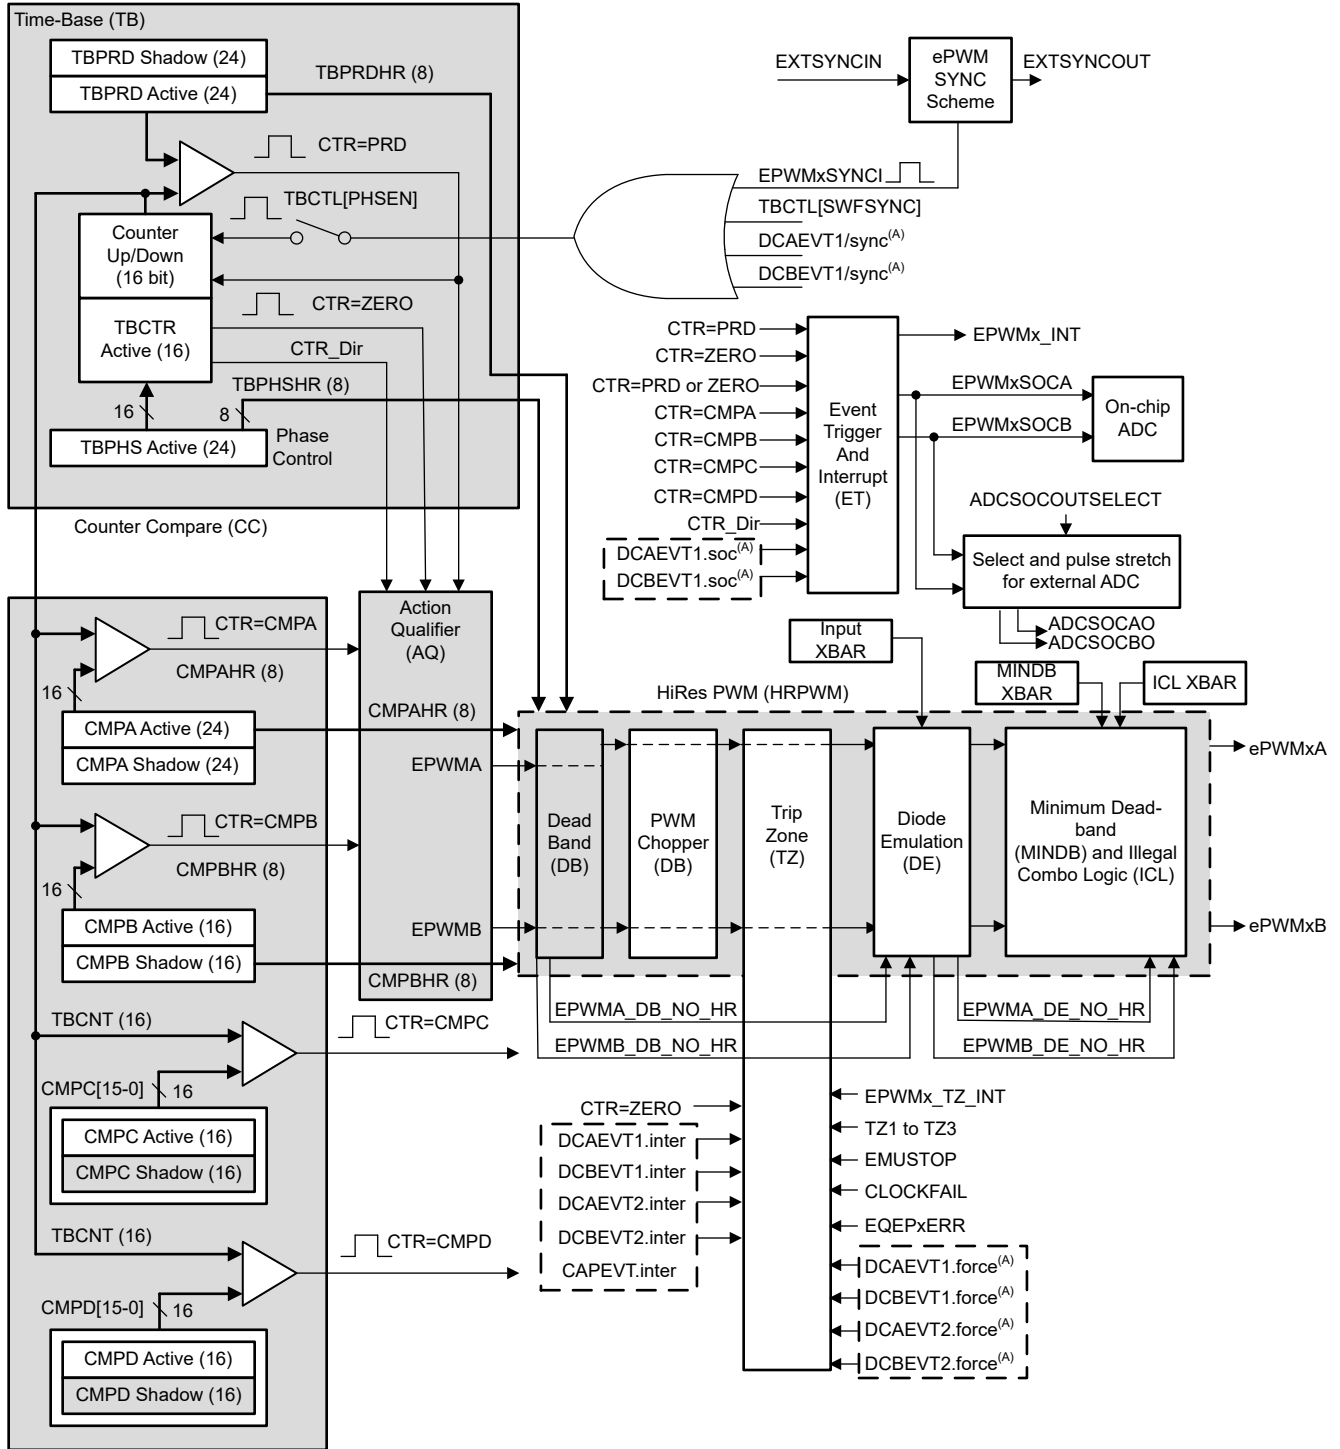 Time-Base (TB)
TBPRD Shadow (24)
TBPRD Active (24)
TBPRDHR (8)
CTR=PRD
TBCTL[PHSEN]
Counter
Up/Down
(16 bit)
CTR=ZERO
TBCTR
Active (16)
CTR_Dir
TBPHSHR (8)
16
8
TBPHS Active (24)
Phase
Control
EXTSYNCIN
ePWM
SYNC
Scheme
EXTSYNCOUT
EPWMxSYNCI
TBCTL[SWFSYNC]
DCAEVT1/sync(A)
DCBEVT1/sync(A)
CTR=PRD
CTR=ZERO
CTR=PRD or ZERO
CTR=CMPA
CTR=CMPB
CTR=CMPC
CTR=CMPD
CTR_Dir
DCAEVT1.soc(A)
DCBEVT1.soc(A)
Event
Trigger
And
Interrupt
(ET)
EPWMx_INT
EPWMxSOCA
EPWMxSOCB
On-chip
ADC
ADCSOCOUTSELECT
Select and pulse stretch
for external ADC
ADCSOCAO
ADCSOCBO
Counter Compare (CC)
CTR=CMPA
CMPAHR (8)
16
CMPA Active (24)
CMPA Shadow (24)
CTR=CMPB
CMPBHR (8)
16
CMPB Active (16)
CMPB Shadow (16)
TBCNT (16)
CTR=CMPC
CMPC[15-0]
16
CMPC Active (16)
CMPC Shadow (16)
TBCNT (16)
CTR=CMPD
CMPD[15-0]
16
CMPD Active (16)
CMPD Shadow (16)
Action
Qualifier
(AQ)
CMPAHR (8)
EPWMA
EPWMB
CMPBHR (8)
HiRes PWM (HRPWM)
Input
XBAR
MINDB
XBAR
ICL XBAR
Dead
Band
(DB)
PWM
Chopper
(DB)
Trip
Zone
(TZ)
Diode
Emulation
(DE)
Minimum Dead-
band
(MINDB) and Illegal
Combo Logic (ICL)
ePWMxA
ePWMxB
EPWMA_DB_NO_HR
EPWMB_DB_NO_HR
EPWMA_DE_NO_HR
EPWMB_DE_NO_HR
CTR=ZERO
DCAEVT1.inter
DCBEVT1.inter
DCAEVT2.inter
DCBEVT2.inter
CAPEVT.inter
EPWMx_TZ_INT
TZ1 to TZ3
EMUSTOP
CLOCKFAIL
EQEPxERR
DCAEVT1.force(A)
DCBEVT1.force(A)
DCAEVT2.force(A)
DCBEVT2.force(A)